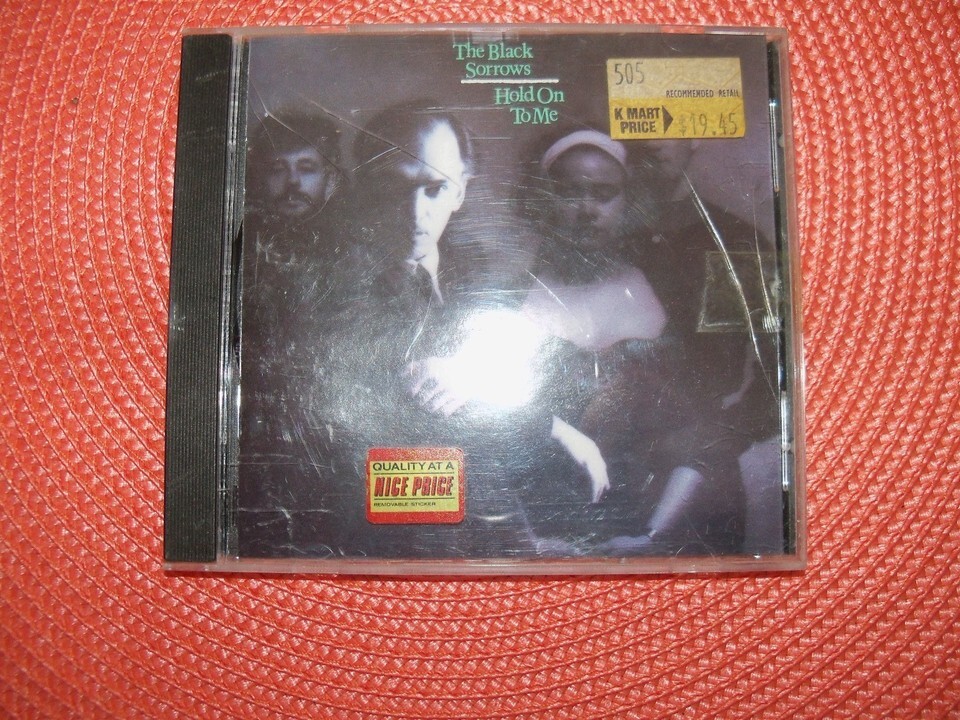 The Black
Sorrows
Hold On
To Me
505
RECOMMENDED RETAIL
K MART
PRICE
$19.45
QUALITY AT A
NICE PRICE
REMOVABLE STICKER